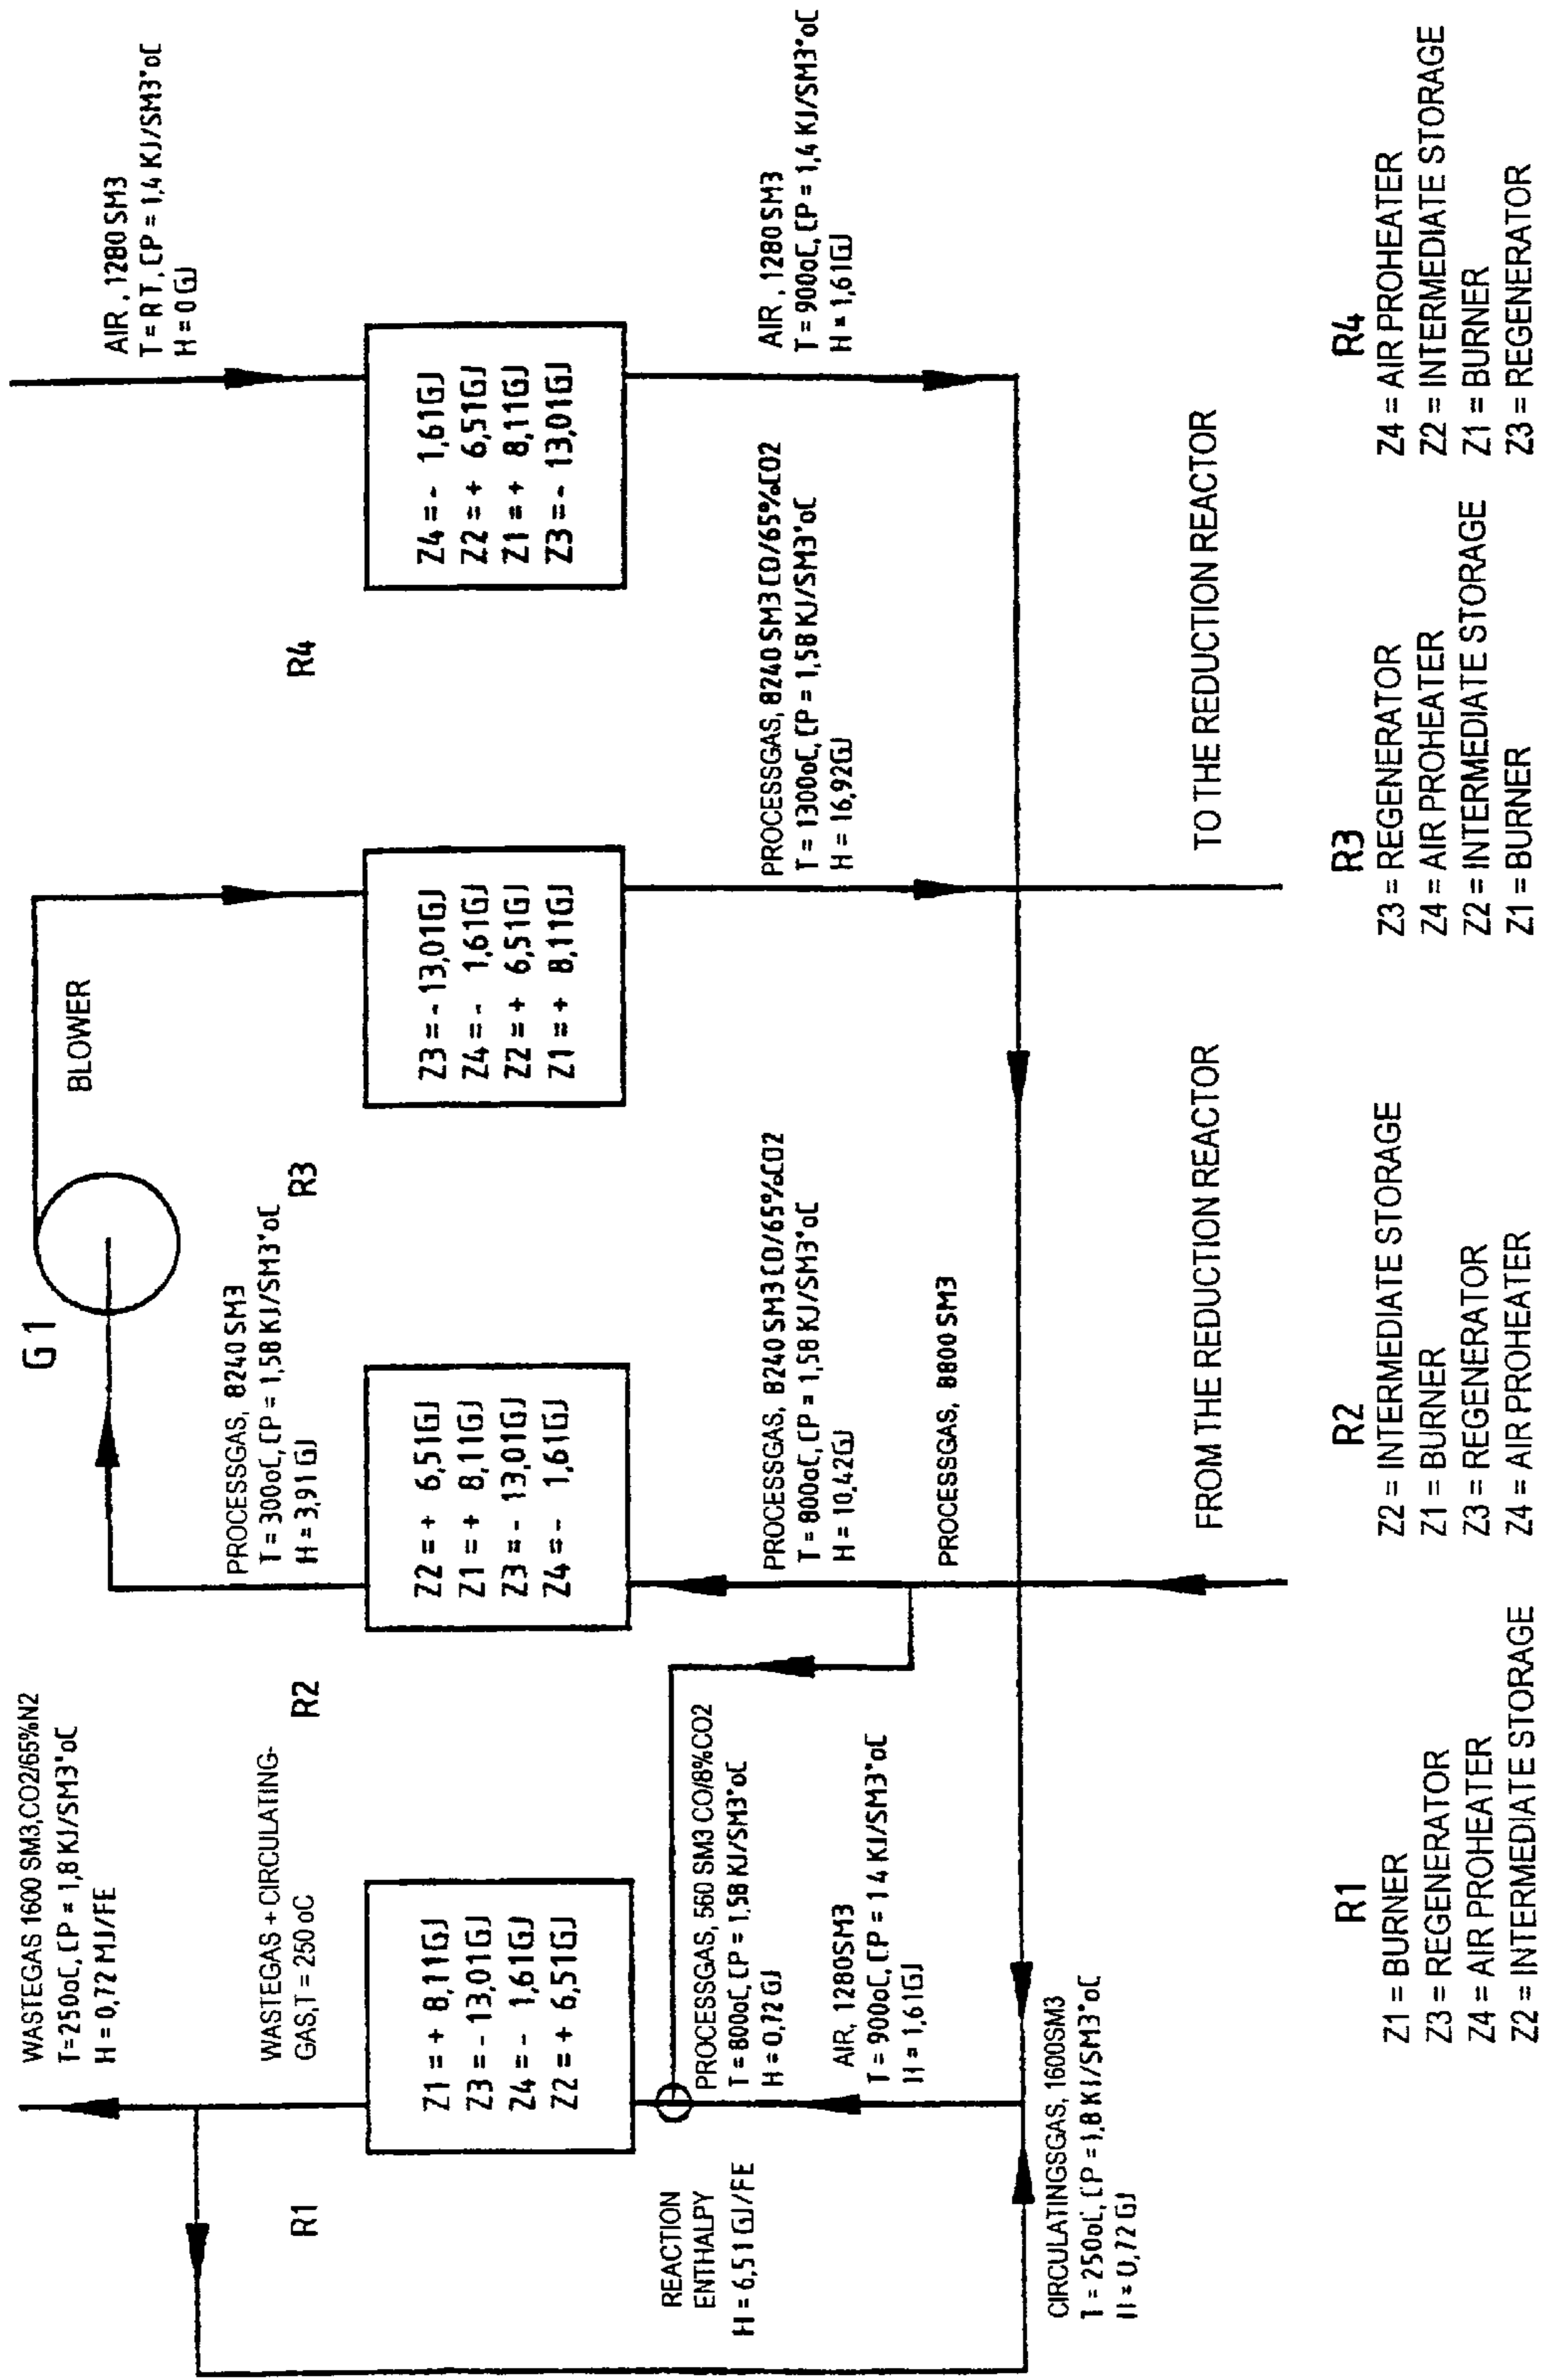 WASTEGAS 1600 SM3,CO2/65%N2
T=250oC, CP = 1,8 KJ/SM3*oC
H = 0,72 MJ/FE
WASTEGAS + CIRCULATING-
GAS,T = 250 oC
R1
Z1 = + 8,11GJ
Z3 = - 13,01GJ
Z4 = - 1,61GJ
Z2 = + 6,51GJ
REACTION
ENTHALPY
H = 6,51 GJ/FE
PROCESSGAS, 560 SM3 CO/8%CO2
T = 800oC, CP = 1,58 KJ/SM3*oC
H = 0,72 GJ
AIR, 1280SM3
T = 900oC, CP = 1 4 KJ/SM3*oC
H = 1,61GJ
CIRCULATINGSGAS, 1600SM3
T = 250oC, CP = 1,8 KJ/SM3*oC
H = 0,72 GJ
G 1
BLOWER
PROCESSGAS, 8240 SM3
T = 300oC, CP = 1,58 KJ/SM3*oC
H = 3,91 GJ
R2
Z2 = + 6,51GJ
Z1 = + 8,11GJ
Z3 = - 13,01GJ
Z4 = - 1,61GJ
PROCESSGAS, 8240 SM3 CO/65%CO2
T = 800oC, CP = 1,58 KJ/SM3*oC
H = 10,42GJ
PROCESSGAS, 8800 SM3
FROM THE REDUCTION REACTOR
R3
Z3 = - 13,01GJ
Z4 = - 1,61GJ
Z2 = + 6,51GJ
Z1 = + 8,11GJ
PROCESSGAS, 8240 SM3 CO/65%CO2
T = 1300oC, CP = 1,58 KJ/SM3*oC
H = 16,92GJ
TO THE REDUCTION REACTOR
AIR , 1280 SM3
T = RT, CP = 1,4 KJ/SM3*oC
H = 0 GJ
R4
Z4 = - 1,61GJ
Z2 = + 6,51GJ
Z1 = + 8,11GJ
Z3 = - 13,01GJ
AIR , 1280 SM3
T = 900oC, CP = 1,4 KJ/SM3*oC
H = 1,61GJ
R1
Z1 = BURNER
Z3 = REGENERATOR
Z4 = AIR PROHEATER
Z2 = INTERMEDIATE STORAGE
R2
Z2 = INTERMEDIATE STORAGE
Z1 = BURNER
Z3 = REGENERATOR
Z4 = AIR PROHEATER
R3
Z3 = REGENERATOR
Z4 = AIR PROHEATER
Z2 = INTERMEDIATE STORAGE
Z1 = BURNER
R4
Z4 = AIR PROHEATER
Z2 = INTERMEDIATE STORAGE
Z1 = BURNER
Z3 = REGENERATOR